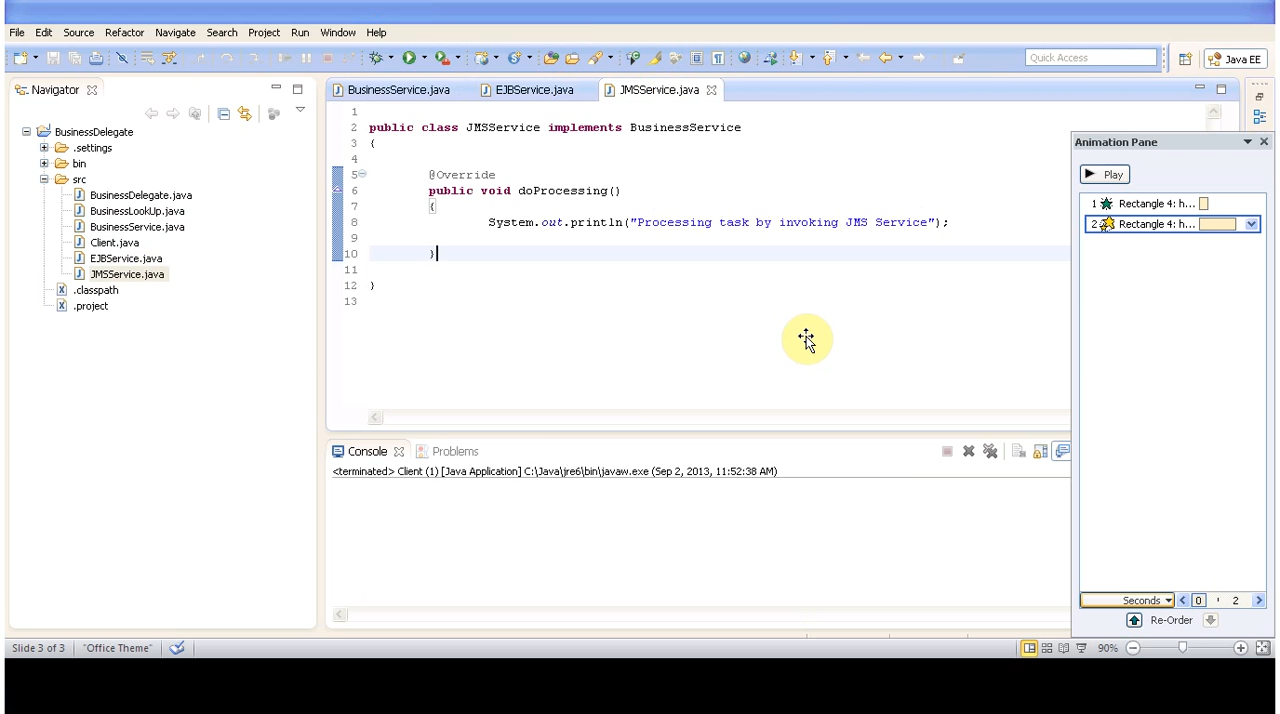 File Edit Source Refactor Navigate Search Project Run Window Help
Quick Access
Java EE
Navigator
BusinessDelegate
.settings
bin
src
BusinessDelegate.java
BusinessLookUp.java
BusinessService.java
Client.java
EJBService.java
JMSService.java
.classpath
.project
BusinessService.java EJBService.java JMSService.java
1
2 public class JMSService implements BusinessService
3 {
4
5 @Override
6 public void doProcessing()
7 {
8 System.out.println("Processing task by invoking JMS Service");
9
10 }
11
12 }
13
Console Problems
<terminated> Client (1) [Java Application] C:\Java\jre6\bin\javaw.exe (Sep 2, 2013, 11:52:38 AM)
Animation Pane
Play
1 Rectangle 4: h...
2 Rectangle 4: h...
Seconds 0 2
Re-Order
Slide 3 of 3 "Office Theme" 90%